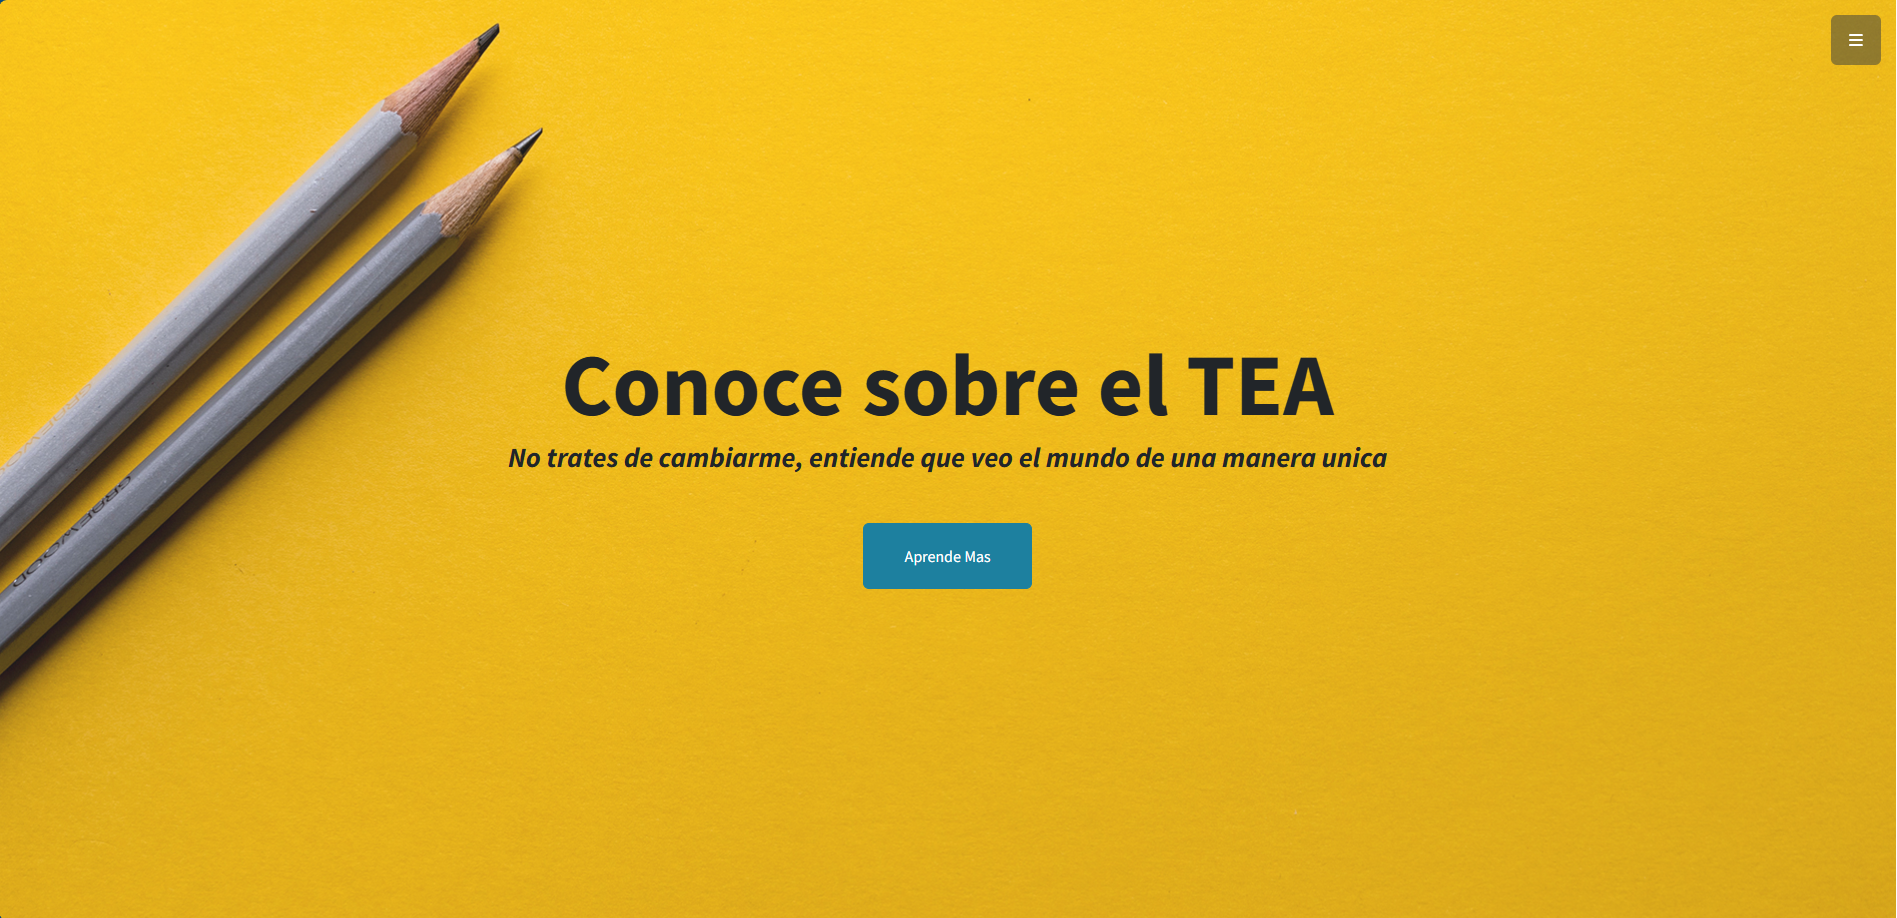 Conoce sobre el TEA
No trates de cambiarme, entiende que veo el mundo de una manera unica
Aprende Mas